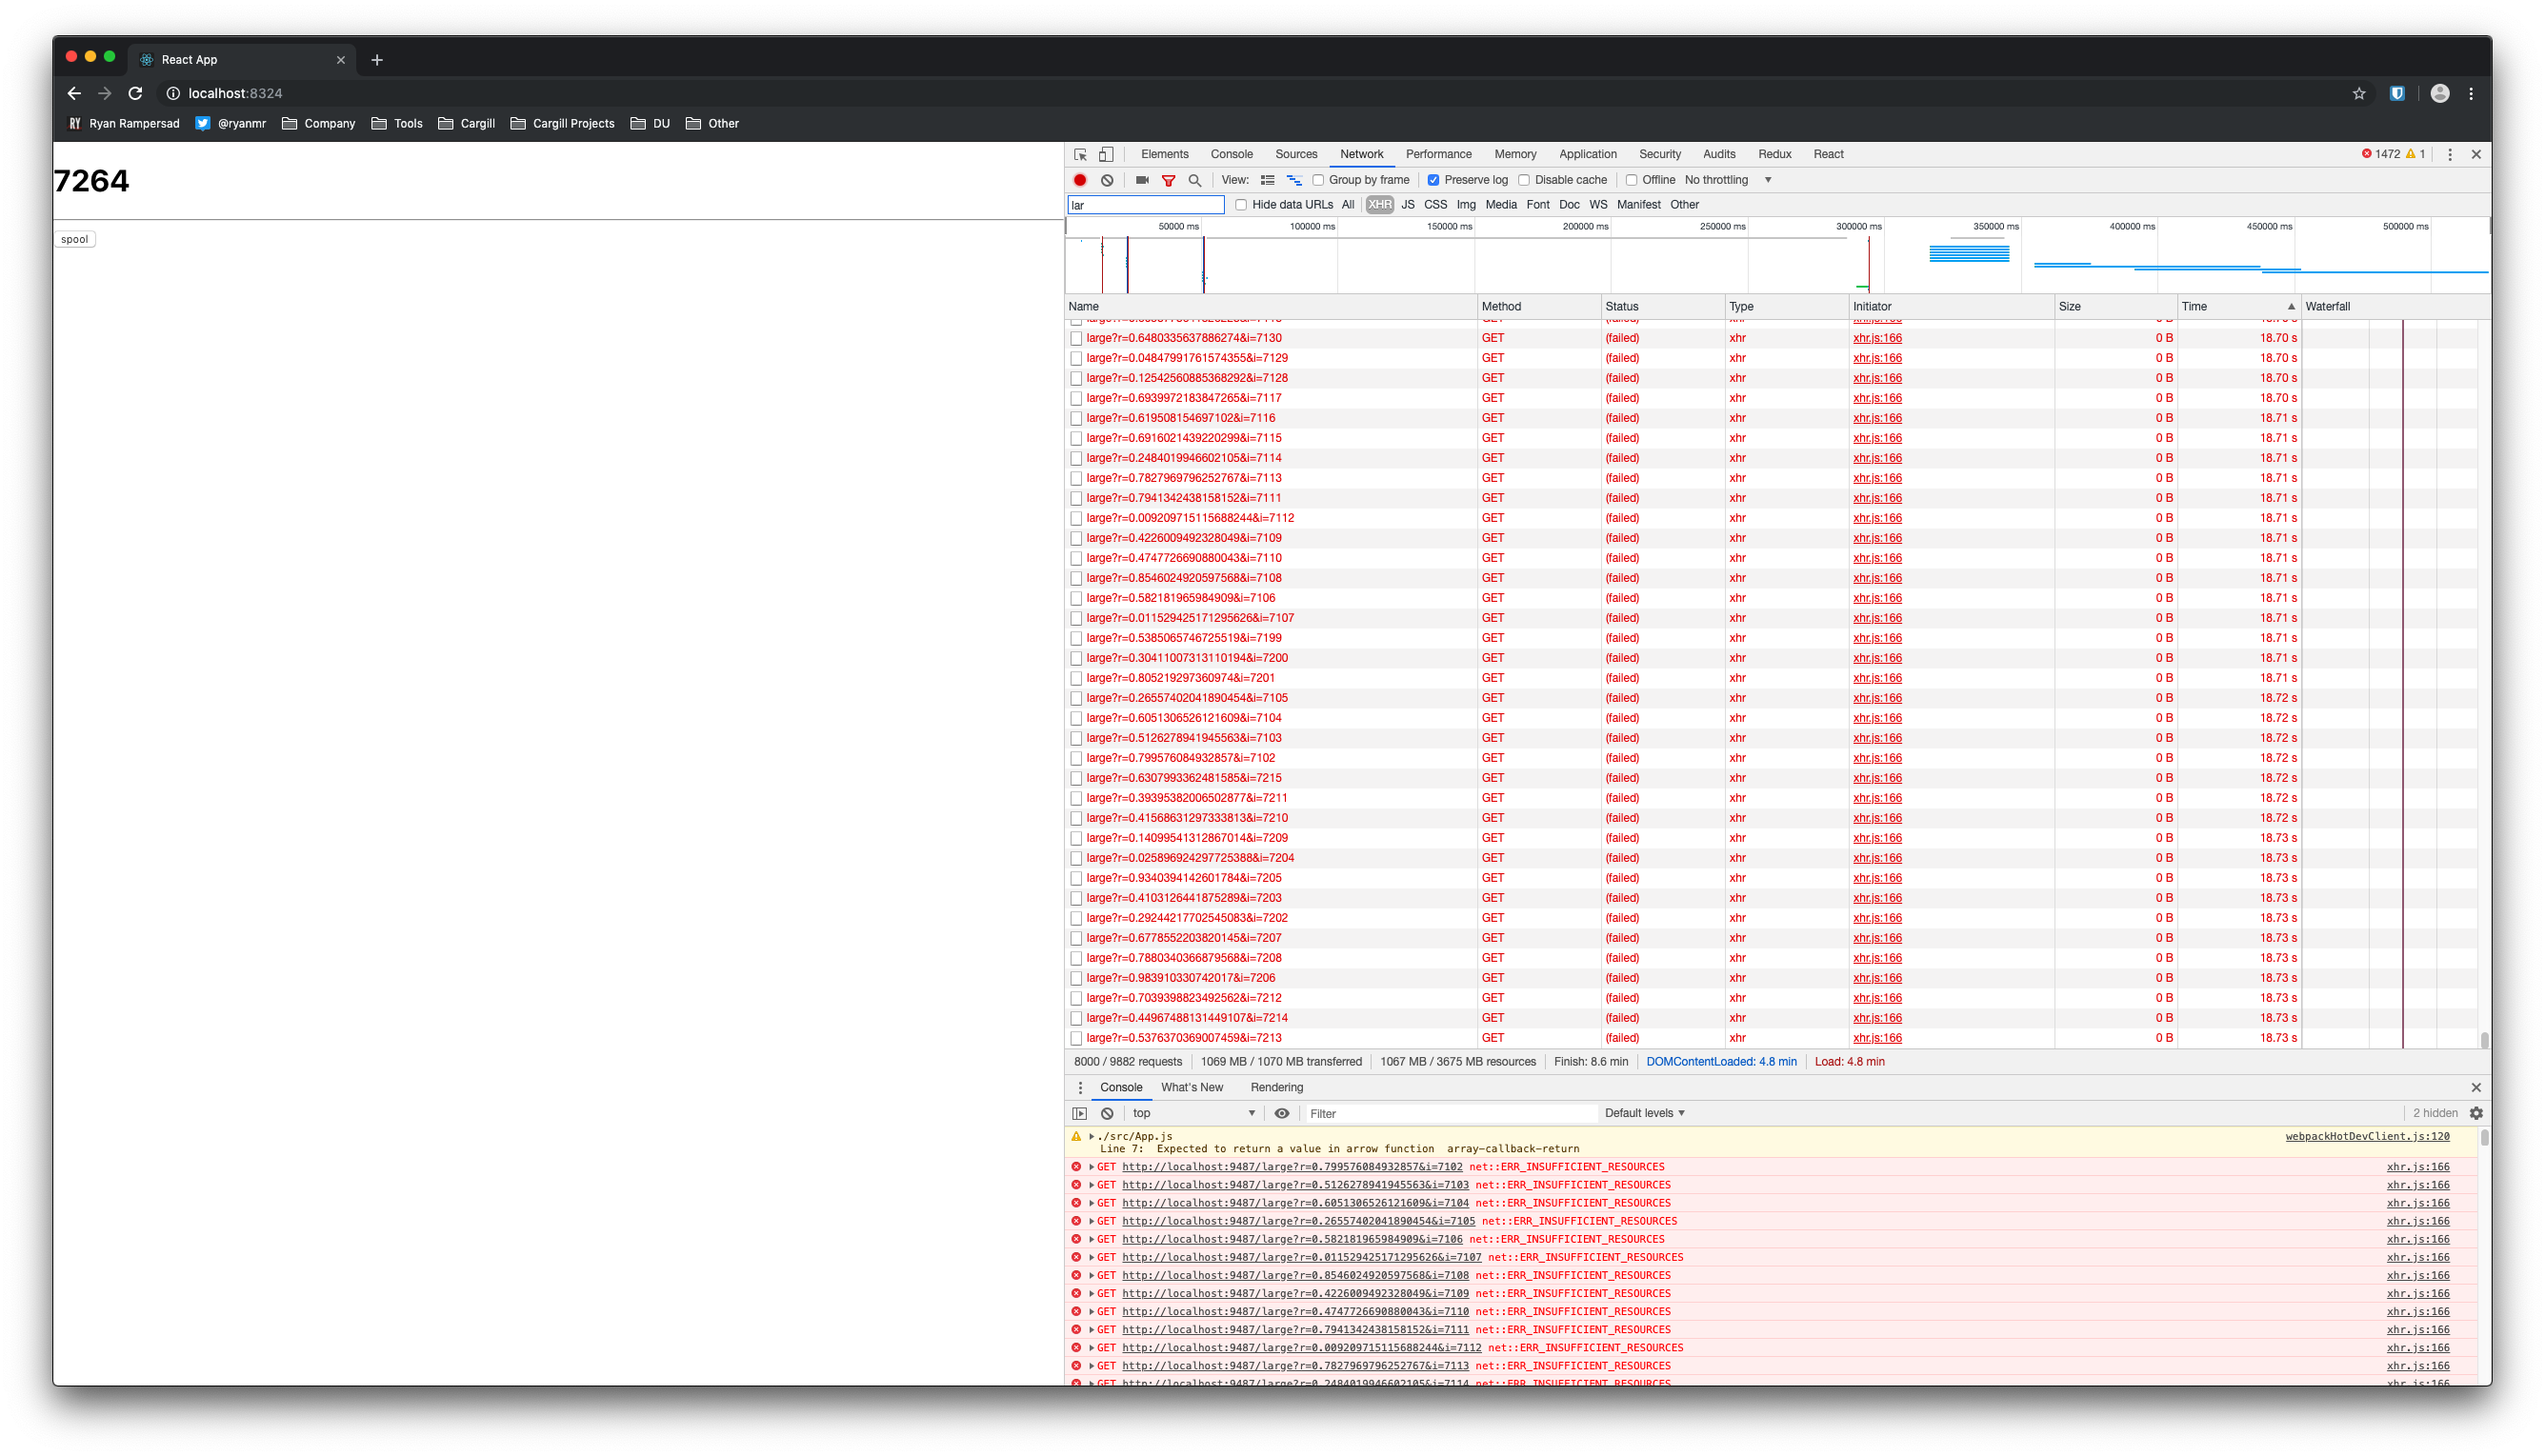 React App
localhost:8324
Ryan Rampersad @ryanmr Company Tools Cargill Cargill Projects DU Other
7264
spool
Elements Console Sources Network Performance Memory Application Security Audits Redux React 1472 1
View: Group by frame Preserve log Disable cache Offline No throttling
lar Hide data URLs All XHR JS CSS Img Media Font Doc WS Manifest Other
50000 ms 100000 ms 150000 ms 200000 ms 250000 ms 300000 ms 350000 ms 400000 ms 450000 ms 500000 ms
Name Method Status Type Initiator Size Time Waterfall
large?r=0.6480335637886274&i=7130 GET (failed) xhr xhr.js:166 0 B 18.70 s
large?r=0.04847991761574355&i=7129 GET (failed) xhr xhr.js:166 0 B 18.70 s
large?r=0.12542560885368292&i=7128 GET (failed) xhr xhr.js:166 0 B 18.70 s
large?r=0.6939972183847265&i=7117 GET (failed) xhr xhr.js:166 0 B 18.70 s
large?r=0.619508154697102&i=7116 GET (failed) xhr xhr.js:166 0 B 18.71 s
large?r=0.6916021439220299&i=7115 GET (failed) xhr xhr.js:166 0 B 18.71 s
large?r=0.2484019946602105&i=7114 GET (failed) xhr xhr.js:166 0 B 18.71 s
large?r=0.7827969796252767&i=7113 GET (failed) xhr xhr.js:166 0 B 18.71 s
large?r=0.7941342438158152&i=7111 GET (failed) xhr xhr.js:166 0 B 18.71 s
large?r=0.009209715115688244&i=7112 GET (failed) xhr xhr.js:166 0 B 18.71 s
large?r=0.4226009492328049&i=7109 GET (failed) xhr xhr.js:166 0 B 18.71 s
large?r=0.4747726690880043&i=7110 GET (failed) xhr xhr.js:166 0 B 18.71 s
large?r=0.8546024920597568&i=7108 GET (failed) xhr xhr.js:166 0 B 18.71 s
large?r=0.582181965984909&i=7106 GET (failed) xhr xhr.js:166 0 B 18.71 s
large?r=0.011529425171295626&i=7107 GET (failed) xhr xhr.js:166 0 B 18.71 s
large?r=0.5385065746725519&i=7199 GET (failed) xhr xhr.js:166 0 B 18.71 s
large?r=0.30411007313110194&i=7200 GET (failed) xhr xhr.js:166 0 B 18.71 s
large?r=0.805219297360974&i=7201 GET (failed) xhr xhr.js:166 0 B 18.71 s
large?r=0.26557402041890454&i=7105 GET (failed) xhr xhr.js:166 0 B 18.72 s
large?r=0.6051306526121609&i=7104 GET (failed) xhr xhr.js:166 0 B 18.72 s
large?r=0.5126278941945563&i=7103 GET (failed) xhr xhr.js:166 0 B 18.72 s
large?r=0.799576084932857&i=7102 GET (failed) xhr xhr.js:166 0 B 18.72 s
large?r=0.6307993362481585&i=7215 GET (failed) xhr xhr.js:166 0 B 18.72 s
large?r=0.39395382006502877&i=7211 GET (failed) xhr xhr.js:166 0 B 18.72 s
large?r=0.41568631297333813&i=7210 GET (failed) xhr xhr.js:166 0 B 18.72 s
large?r=0.14099541312867014&i=7209 GET (failed) xhr xhr.js:166 0 B 18.73 s
large?r=0.025896924297725388&i=7204 GET (failed) xhr xhr.js:166 0 B 18.73 s
large?r=0.9340394142601784&i=7205 GET (failed) xhr xhr.js:166 0 B 18.73 s
large?r=0.4103126441875289&i=7203 GET (failed) xhr xhr.js:166 0 B 18.73 s
large?r=0.29244217702545083&i=7202 GET (failed) xhr xhr.js:166 0 B 18.73 s
large?r=0.6778552203820145&i=7207 GET (failed) xhr xhr.js:166 0 B 18.73 s
large?r=0.7880340366879568&i=7208 GET (failed) xhr xhr.js:166 0 B 18.73 s
large?r=0.983910330742017&i=7206 GET (failed) xhr xhr.js:166 0 B 18.73 s
large?r=0.7039398823492562&i=7212 GET (failed) xhr xhr.js:166 0 B 18.73 s
large?r=0.44967488131449107&i=7214 GET (failed) xhr xhr.js:166 0 B 18.73 s
large?r=0.5376370369007459&i=7213 GET (failed) xhr xhr.js:166 0 B 18.73 s
8000 / 9882 requests 1069 MB / 1070 MB transferred 1067 MB / 3675 MB resources Finish: 8.6 min DOMContentLoaded: 4.8 min Load: 4.8 min
Console What's New Rendering
top Filter Default levels 2 hidden
./src/App.js webpackHotDevClient.js:120
Line 7: Expected to return a value in arrow function array-callback-return
GET http://localhost:9487/large?r=0.799576084932857&i=7102 net::ERR_INSUFFICIENT_RESOURCES xhr.js:166
GET http://localhost:9487/large?r=0.5126278941945563&i=7103 net::ERR_INSUFFICIENT_RESOURCES xhr.js:166
GET http://localhost:9487/large?r=0.6051306526121609&i=7104 net::ERR_INSUFFICIENT_RESOURCES xhr.js:166
GET http://localhost:9487/large?r=0.26557402041890454&i=7105 net::ERR_INSUFFICIENT_RESOURCES xhr.js:166
GET http://localhost:9487/large?r=0.582181965984909&i=7106 net::ERR_INSUFFICIENT_RESOURCES xhr.js:166
GET http://localhost:9487/large?r=0.011529425171295626&i=7107 net::ERR_INSUFFICIENT_RESOURCES xhr.js:166
GET http://localhost:9487/large?r=0.8546024920597568&i=7108 net::ERR_INSUFFICIENT_RESOURCES xhr.js:166
GET http://localhost:9487/large?r=0.4226009492328049&i=7109 net::ERR_INSUFFICIENT_RESOURCES xhr.js:166
GET http://localhost:9487/large?r=0.4747726690880043&i=7110 net::ERR_INSUFFICIENT_RESOURCES xhr.js:166
GET http://localhost:9487/large?r=0.7941342438158152&i=7111 net::ERR_INSUFFICIENT_RESOURCES xhr.js:166
GET http://localhost:9487/large?r=0.009209715115688244&i=7112 net::ERR_INSUFFICIENT_RESOURCES xhr.js:166
GET http://localhost:9487/large?r=0.7827969796252767&i=7113 net::ERR_INSUFFICIENT_RESOURCES xhr.js:166
GET http://localhost:9487/large?r=0.2484019946602105&i=7114 net::ERR_INSUFFICIENT_RESOURCES xhr.js:166